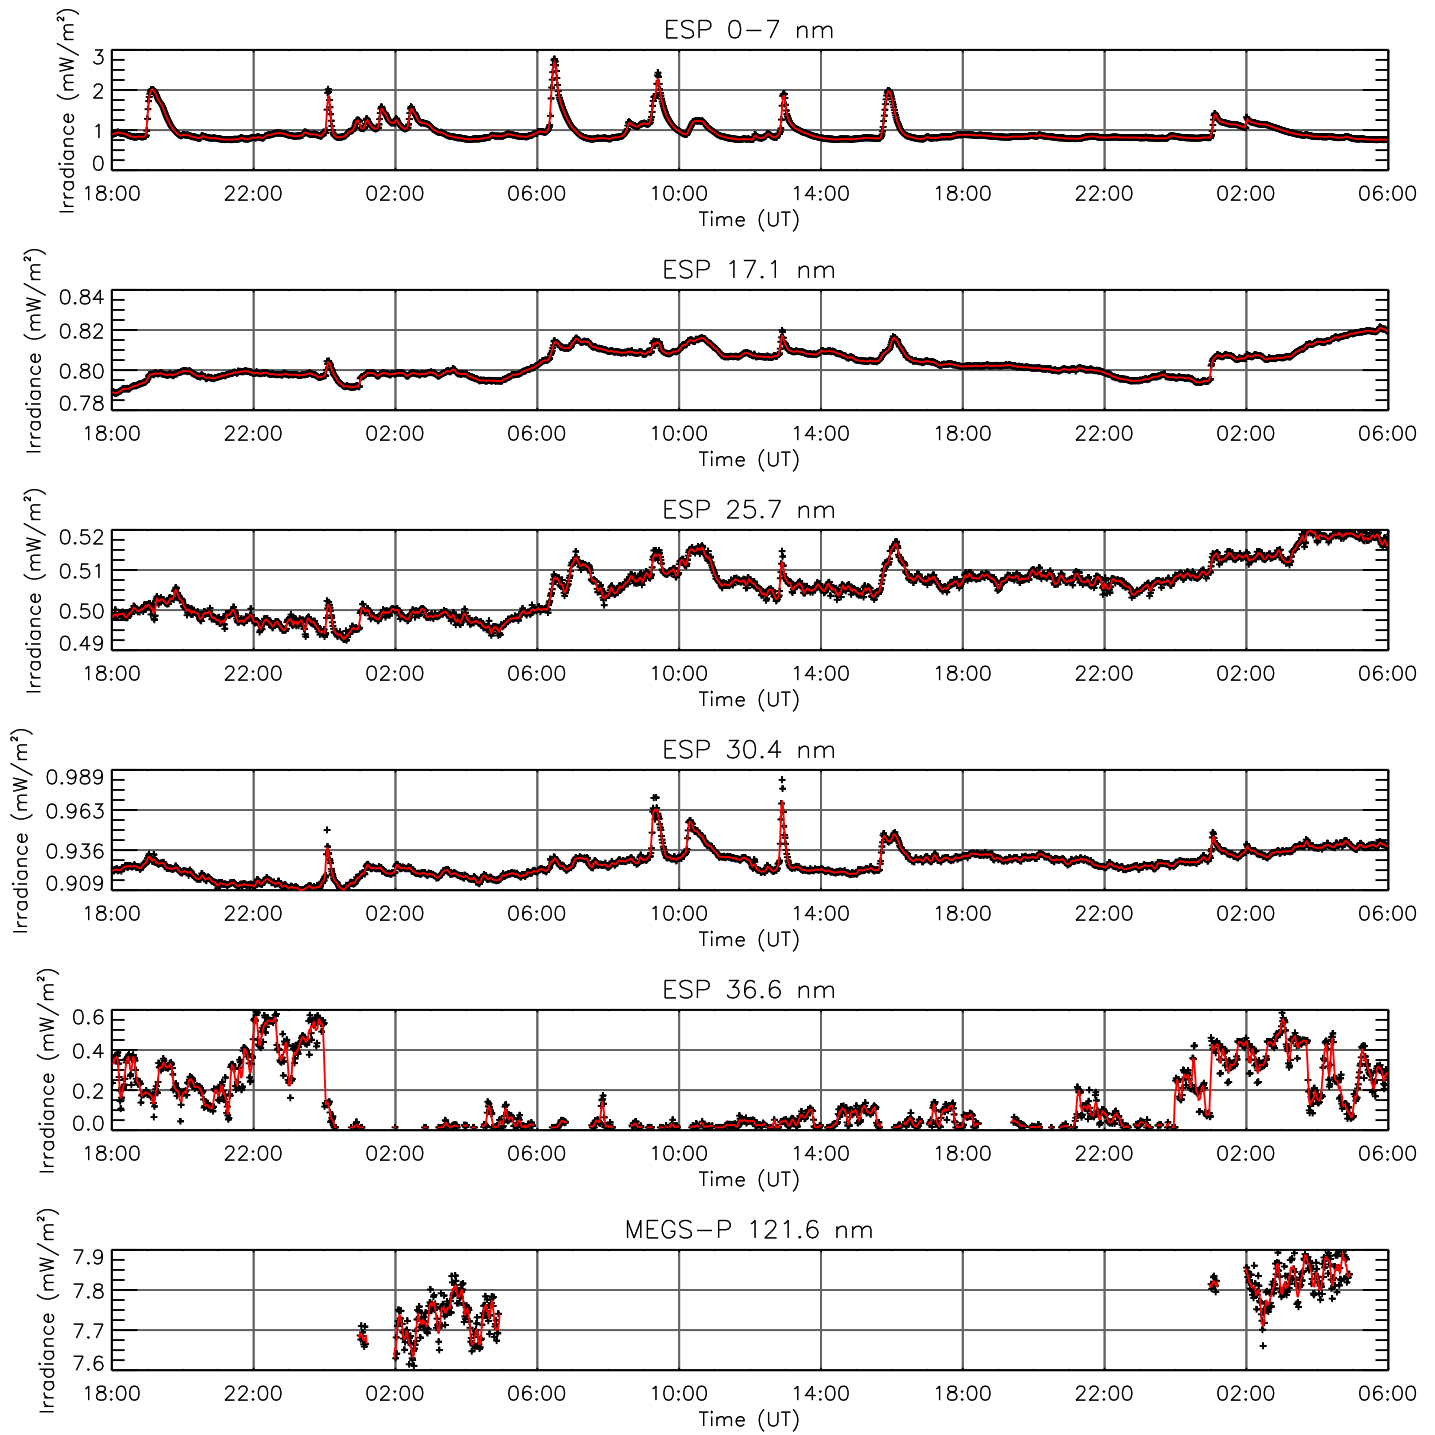 ESP 0−7 nm
Irradiance (mW/m²)
3
2
1
0
18:00 22:00 02:00 06:00 10:00 14:00 18:00 22:00 02:00 06:00
Time (UT)
ESP 17.1 nm
Irradiance (mW/m²)
0.84
0.82
0.80
0.78
18:00 22:00 02:00 06:00 10:00 14:00 18:00 22:00 02:00 06:00
Time (UT)
ESP 25.7 nm
Irradiance (mW/m²)
0.52
0.51
0.50
0.49
18:00 22:00 02:00 06:00 10:00 14:00 18:00 22:00 02:00 06:00
Time (UT)
ESP 30.4 nm
Irradiance (mW/m²)
0.989
0.963
0.936
0.909
18:00 22:00 02:00 06:00 10:00 14:00 18:00 22:00 02:00 06:00
Time (UT)
ESP 36.6 nm
Irradiance (mW/m²)
0.6
0.4
0.2
0.0
18:00 22:00 02:00 06:00 10:00 14:00 18:00 22:00 02:00 06:00
Time (UT)
MEGS−P 121.6 nm
Irradiance (mW/m²)
7.9
7.8
7.7
7.6
18:00 22:00 02:00 06:00 10:00 14:00 18:00 22:00 02:00 06:00
Time (UT)